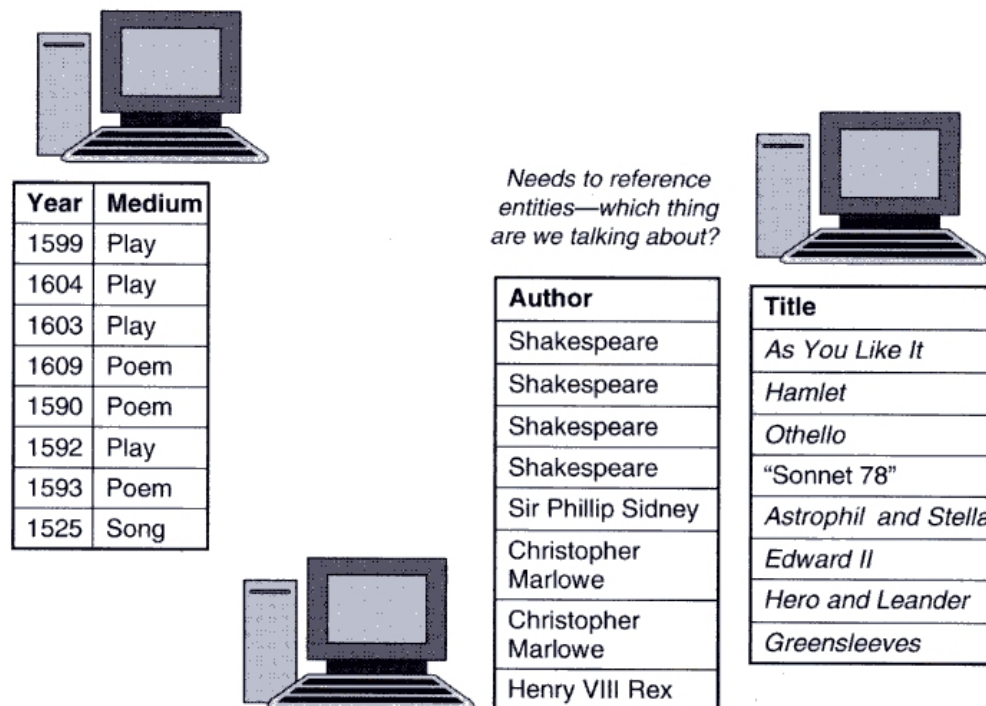 Year Medium
1599 Play
1604 Play
1603 Play
1609 Poem
1590 Poem
1592 Play
1593 Poem
1525 Song
Needs to reference
entities—which thing
are we talking about?
Author
Shakespeare
Shakespeare
Shakespeare
Shakespeare
Sir Phillip Sidney
Christopher
Marlowe
Christopher
Marlowe
Henry VIII Rex
Title
As You Like It
Hamlet
Othello
“Sonnet 78”
Astrophil and Stella
Edward II
Hero and Leander
Greensleeves